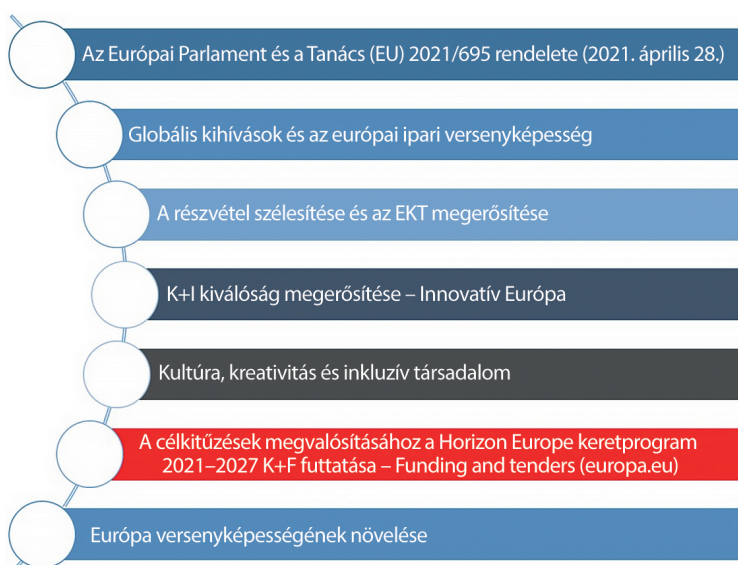 Az Európai Parlament és a Tanács (EU) 2021/695 rendelete (2021. április 28.)
Globális kihívások és az európai ipari versenyképesség
A részvétel szélesítése és az EKT megerősítése
K+I kiválóság megerősítése – Innovatív Európa
Kultúra, kreativitás és inkluzív társadalom
A célkitűzések megvalósításához a Horizon Europe keretprogram
2021–2027 K+F futtatása – Funding and tenders (europa.eu)
Európa versenyképességének növelése